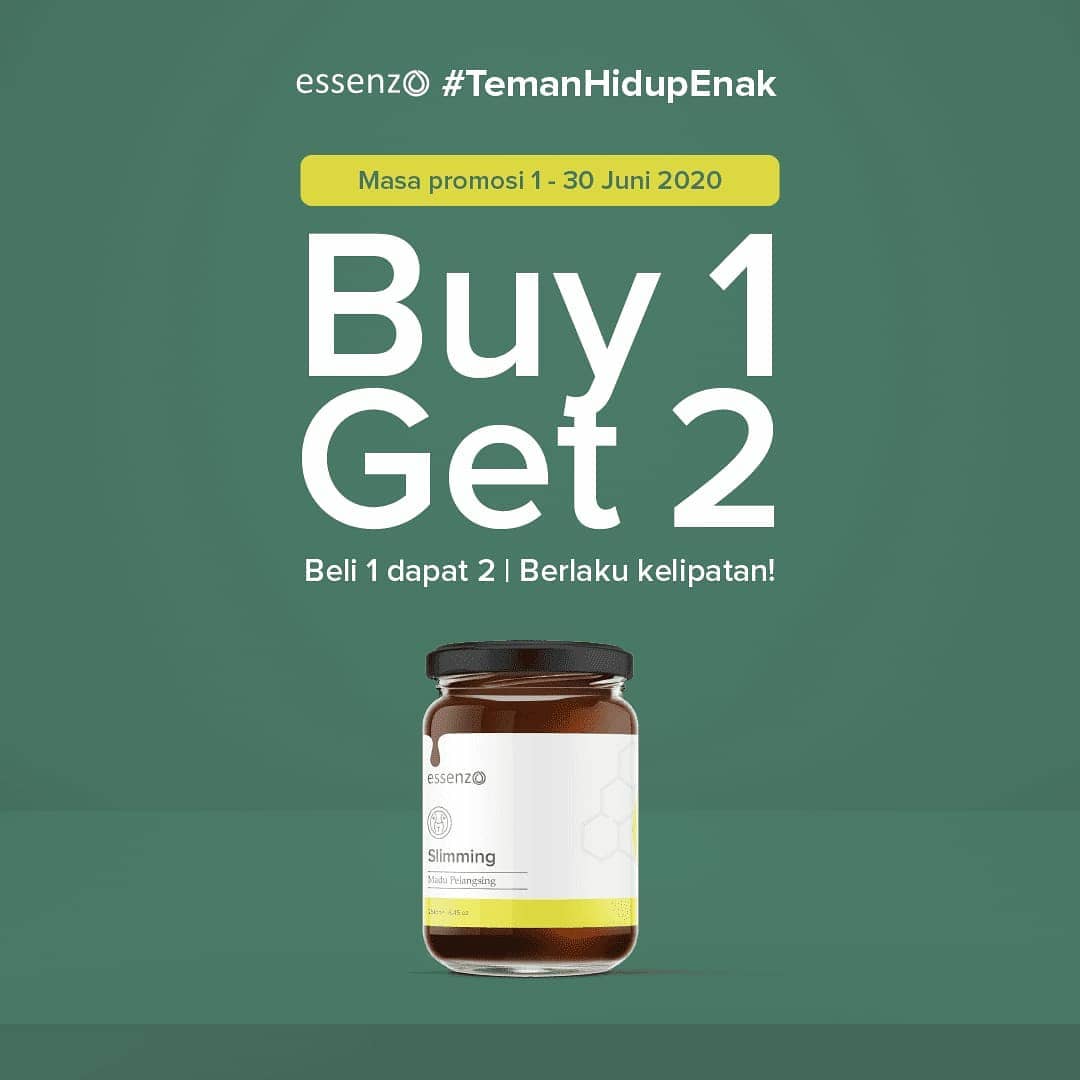 essenzo #TemanHidupEnak
Masa promosi 1 - 30 Juni 2020
Buy 1
Get 2
Beli 1 dapat 2 | Berlaku kelipatan!
essenzo
Slimming
Madu Pelangsing